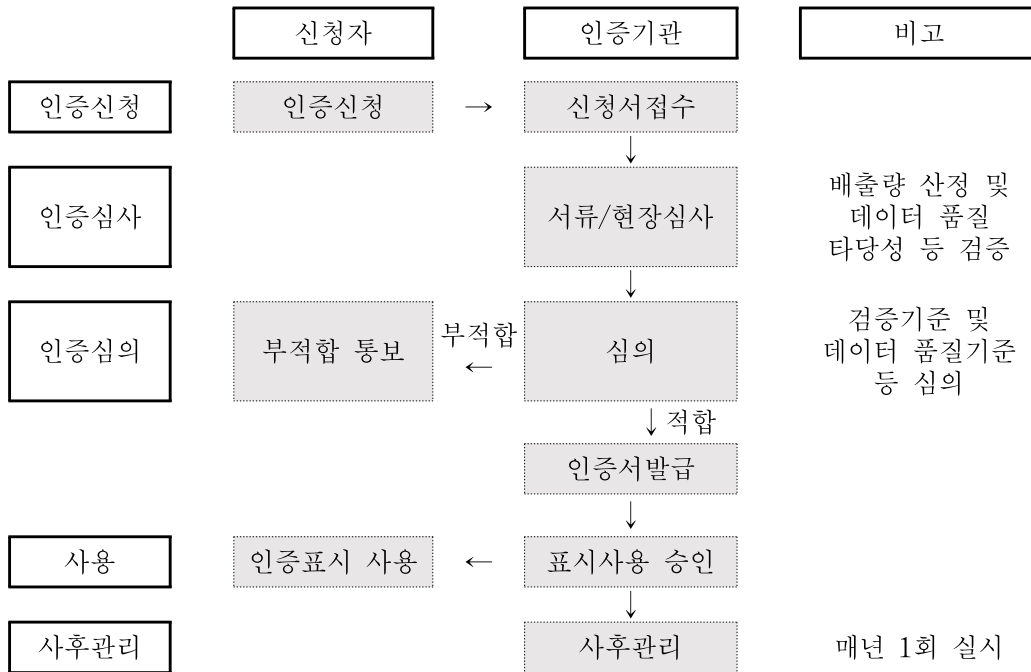 신청자 인증기관 비고
인증신청 인증신청 → 신청서접수
↓
인증심사 서류/현장심사 배출량 산정 및
데이터 품질
타당성 등 검증
↓
인증심의 부적합 통보 부적합 ← 심의 검증기준 및
데이터 품질기준
등 심의
↓ 적합
인증서발급
↓
사용 인증표시 사용 ← 표시사용 승인
↓
사후관리 사후관리 매년 1회 실시